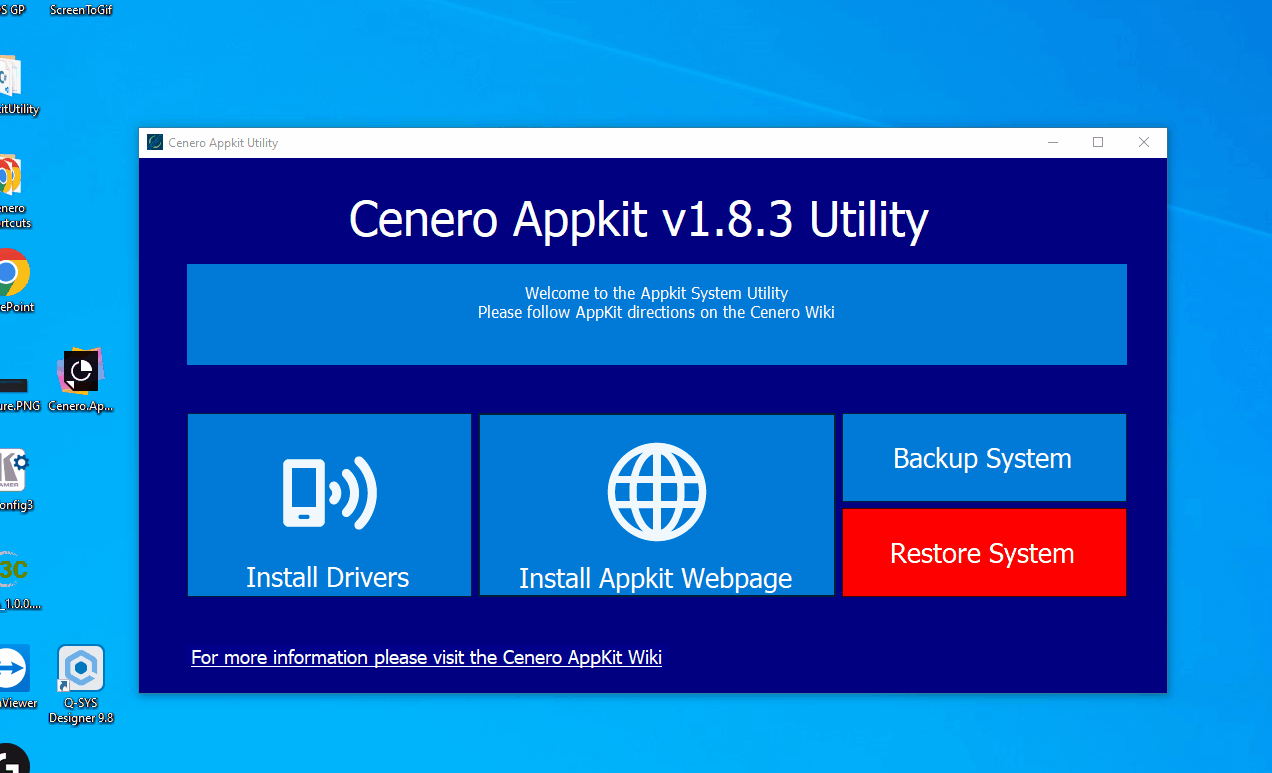 S GP
ScreenToGif
itUtility
enero
rtcuts
ePoint
ure.PNG
Cenero.Ap...
onfig3
_1.0.0....
Viewer
Q-SYS
Designer 9.8
Cenero Appkit Utility
Cenero Appkit v1.8.3 Utility
Welcome to the Appkit System Utility
Please follow AppKit directions on the Cenero Wiki
Install Drivers
Install Appkit Webpage
Backup System
Restore System
For more information please visit the Cenero AppKit Wiki